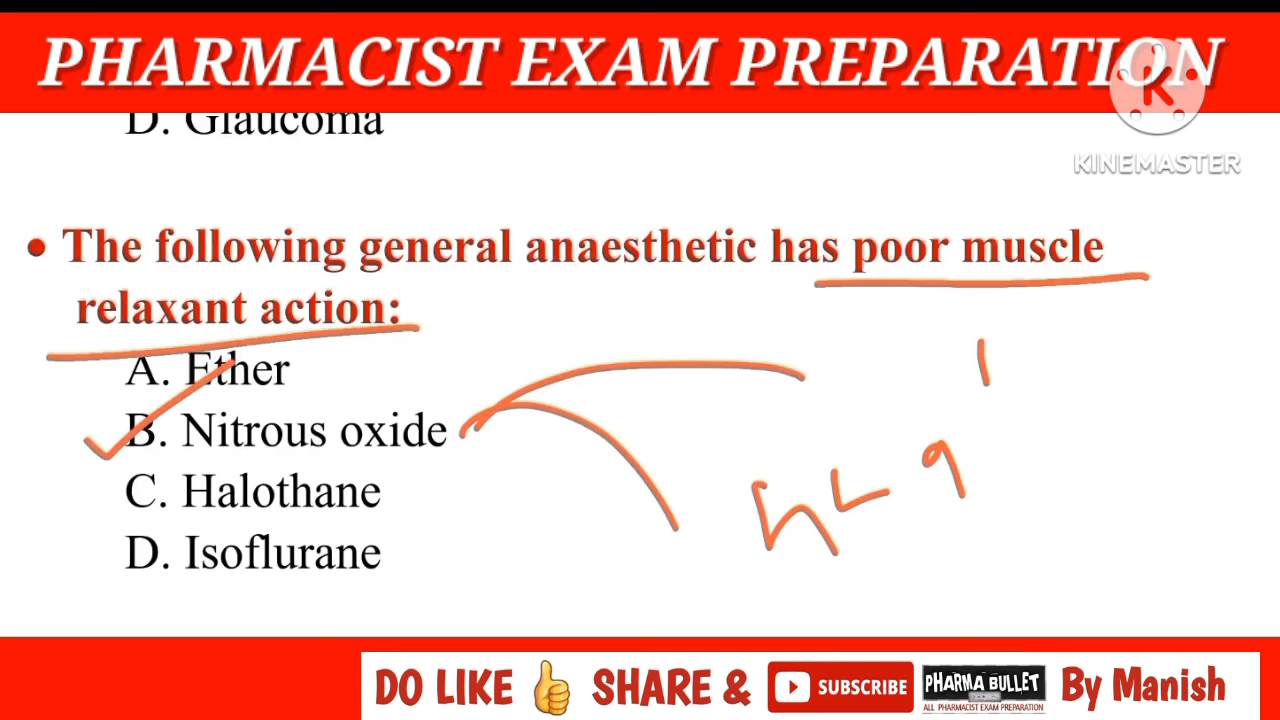 PHARMACIST EXAM PREPARATION
K
KINEMASTER
D. Glaucoma
• The following general anaesthetic has poor muscle
relaxant action:
A. Ether
B. Nitrous oxide
C. Halothane
D. Isoflurane
DO LIKE 👍 SHARE & SUBSCRIBE PHARMA BULLET By Manish
ALL PHARMACIST EXAM PREPARATION